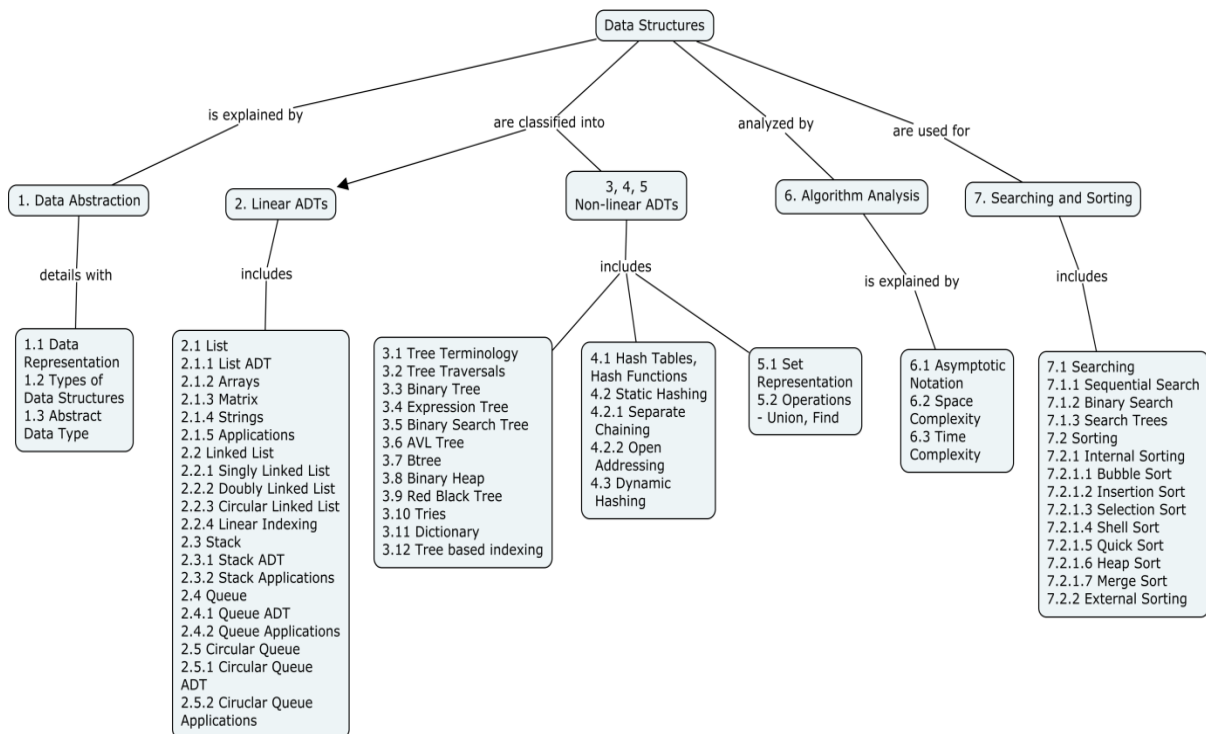 Data Structures
is explained by
are classified into
analyzed by
are used for
1. Data Abstraction
2. Linear ADTs
3, 4, 5
Non-linear ADTs
6. Algorithm Analysis
7. Searching and Sorting
details with
includes
includes
is explained by
includes
1.1 Data
Representation
1.2 Types of
Data Structures
1.3 Abstract
Data Type
2.1 List
2.1.1 List ADT
2.1.2 Arrays
2.1.3 Matrix
2.1.4 Strings
2.1.5 Applications
2.2 Linked List
2.2.1 Singly Linked List
2.2.2 Doubly Linked List
2.2.3 Circular Linked List
2.2.4 Linear Indexing
2.3 Stack
2.3.1 Stack ADT
2.3.2 Stack Applications
2.4 Queue
2.4.1 Queue ADT
2.4.2 Queue Applications
2.5 Circular Queue
2.5.1 Circular Queue
ADT
2.5.2 Ciruclar Queue
Applications
3.1 Tree Terminology
3.2 Tree Traversals
3.3 Binary Tree
3.4 Expression Tree
3.5 Binary Search Tree
3.6 AVL Tree
3.7 Btree
3.8 Binary Heap
3.9 Red Black Tree
3.10 Tries
3.11 Dictionary
3.12 Tree based indexing
4.1 Hash Tables,
Hash Functions
4.2 Static Hashing
4.2.1 Separate
Chaining
4.2.2 Open
Addressing
4.3 Dynamic
Hashing
5.1 Set
Representation
5.2 Operations
- Union, Find
6.1 Asymptotic
Notation
6.2 Space
Complexity
6.3 Time
Complexity
7.1 Searching
7.1.1 Sequential Search
7.1.2 Binary Search
7.1.3 Search Trees
7.2 Sorting
7.2.1 Internal Sorting
7.2.1.1 Bubble Sort
7.2.1.2 Insertion Sort
7.2.1.3 Selection Sort
7.2.1.4 Shell Sort
7.2.1.5 Quick Sort
7.2.1.6 Heap Sort
7.2.1.7 Merge Sort
7.2.2 External Sorting